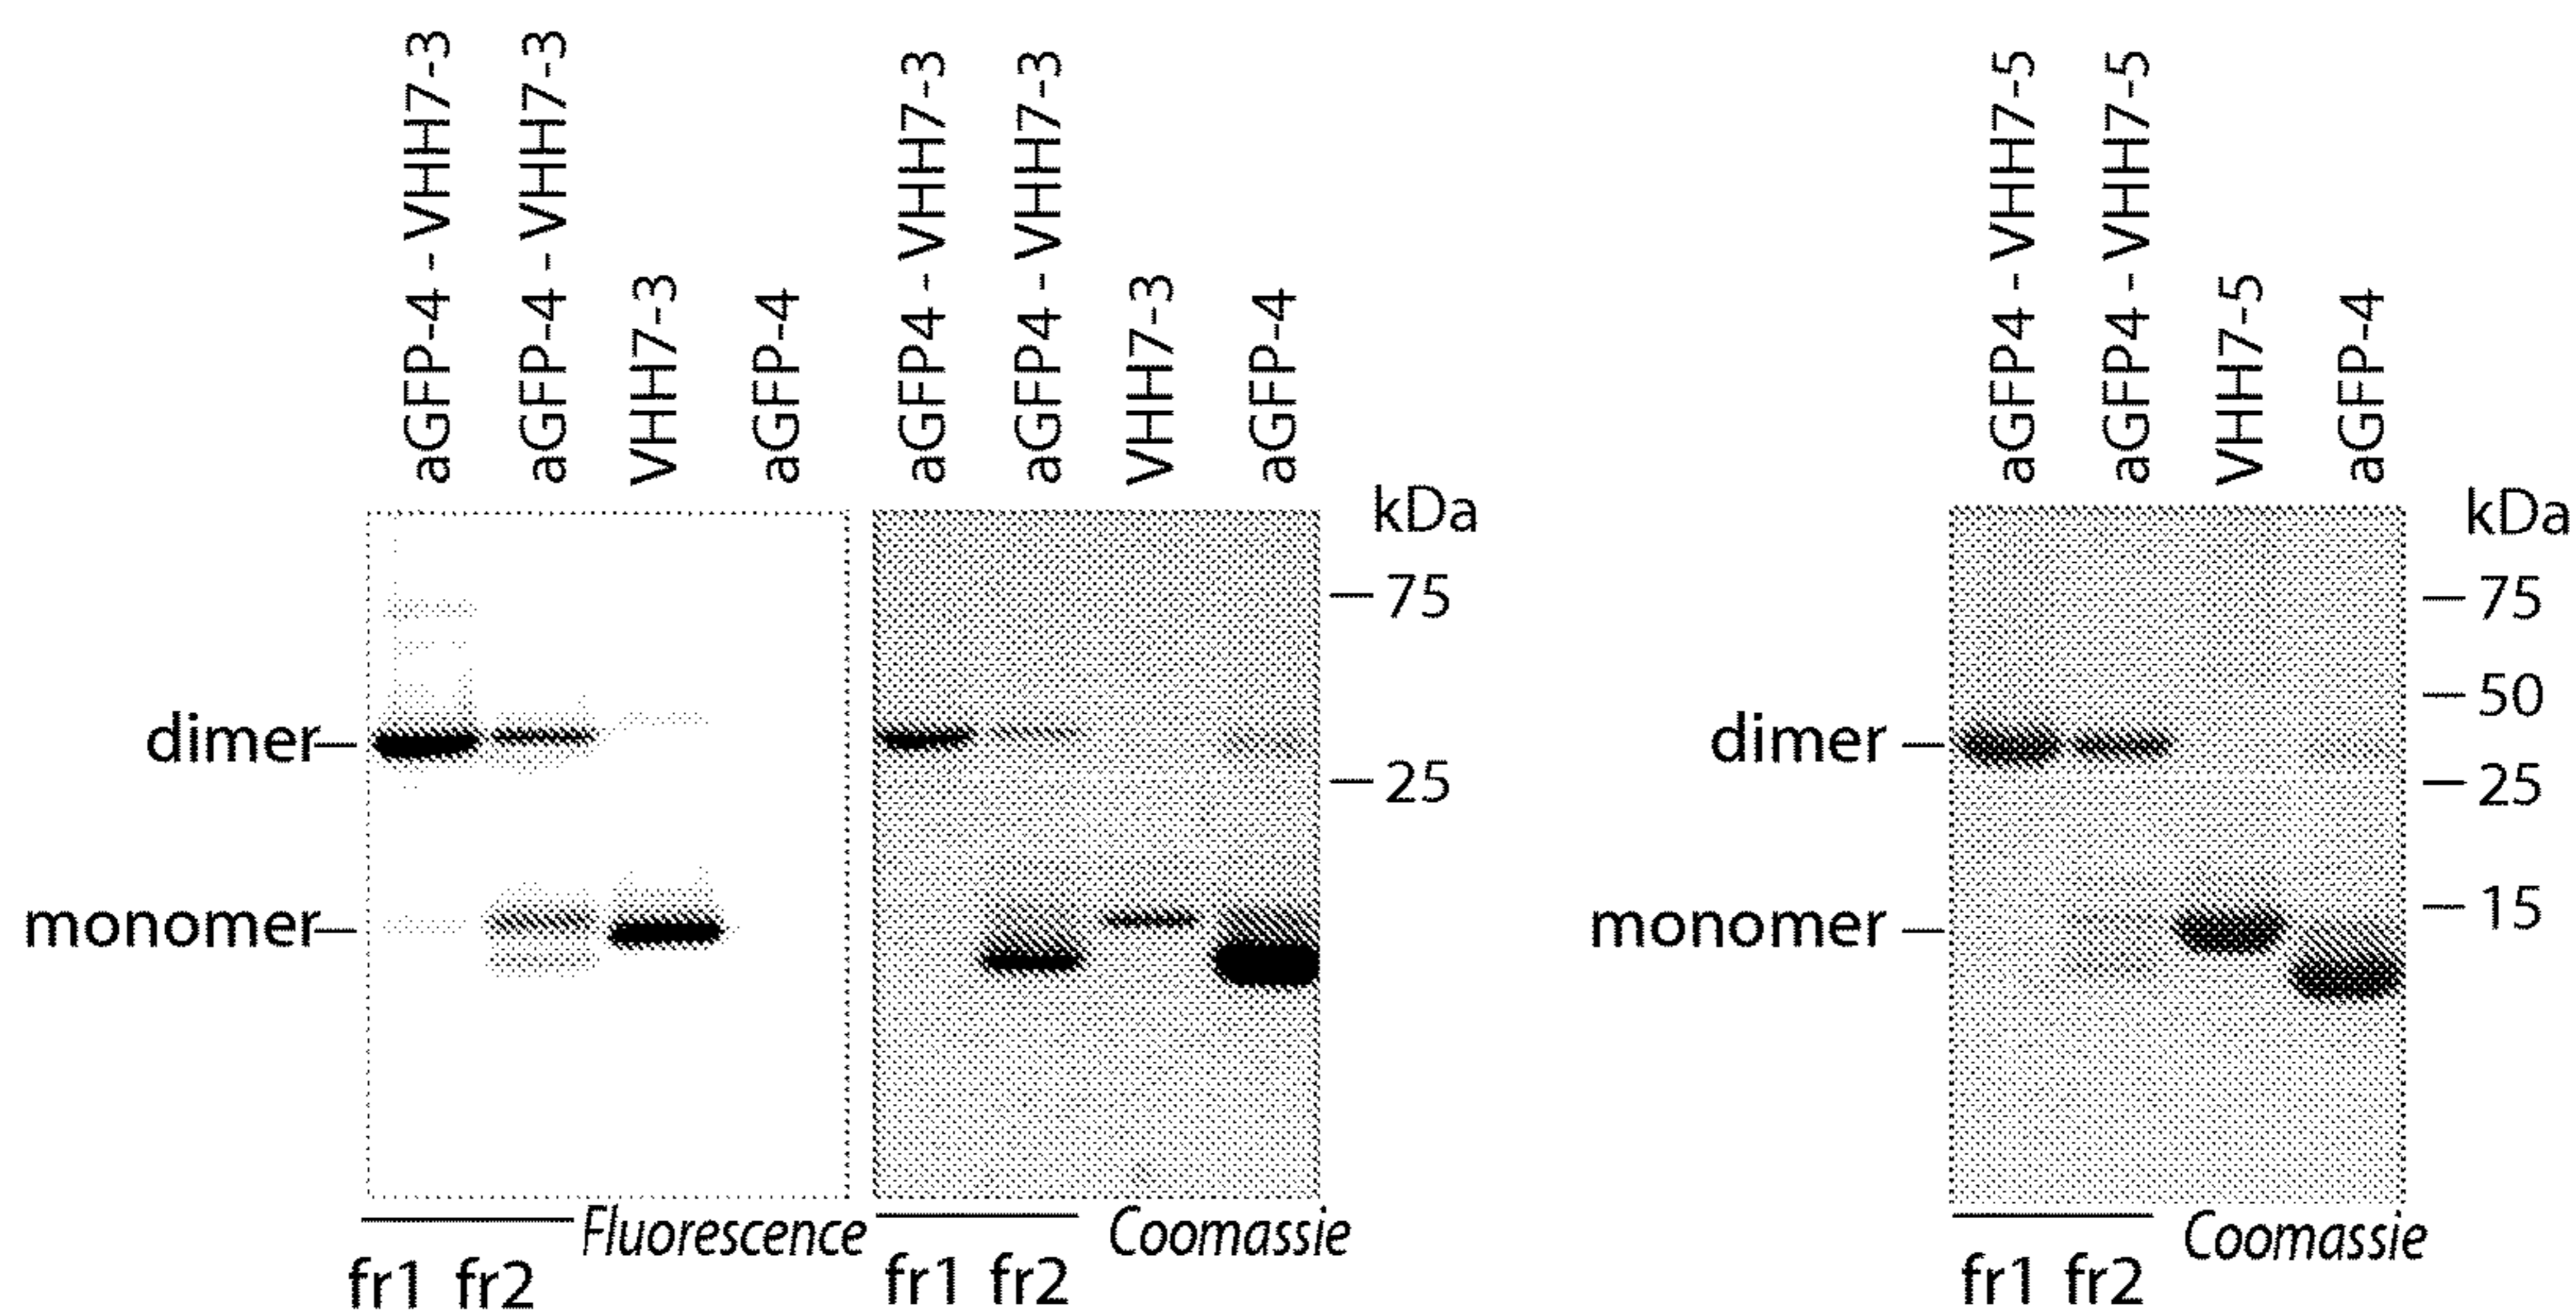 aGFP-4 - VHH7-3
aGFP-4 - VHH7-3
VHH7-3
aGFP-4
aGFP4 - VHH7-3
aGFP4 - VHH7-3
VHH7-3
aGFP-4
kDa
75
25
dimer
monomer
Fluorescence
Coomassie
fr1 fr2
fr1 fr2
aGFP4 - VHH7-5
aGFP4 - VHH7-5
VHH7-5
aGFP-4
kDa
75
50
25
15
dimer
monomer
Coomassie
fr1 fr2